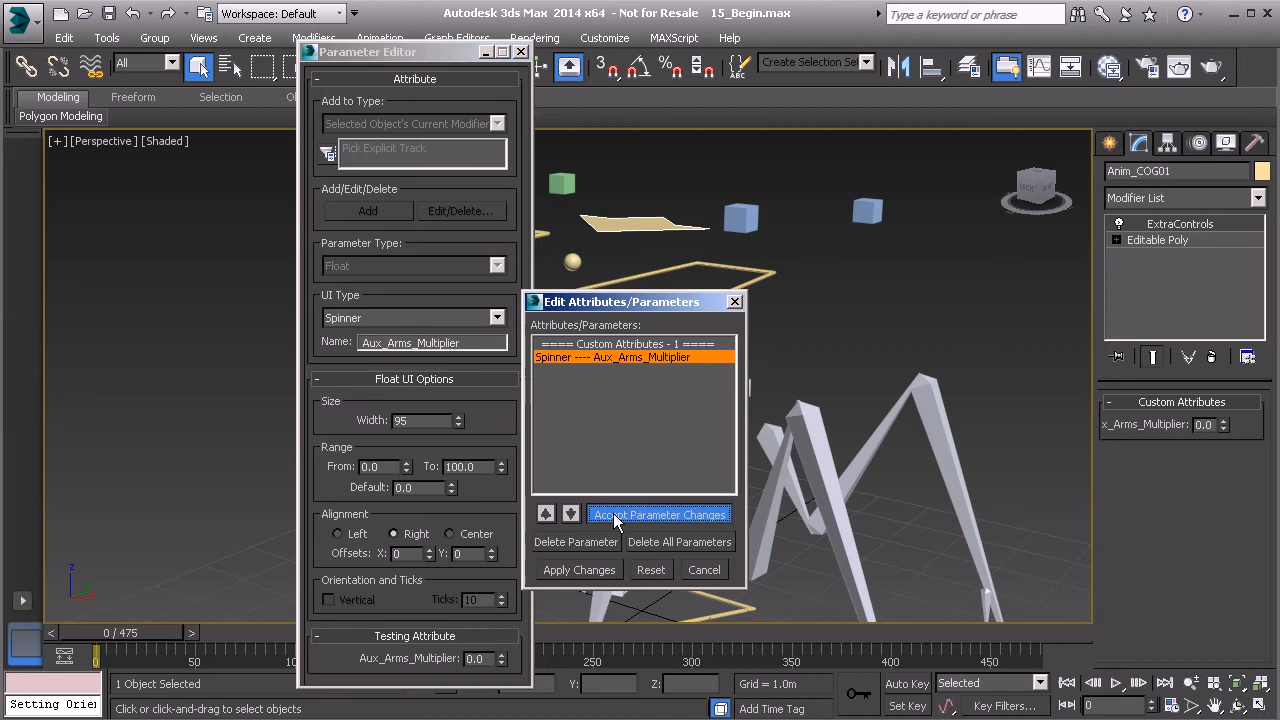 Workspace: Default
Autodesk 3ds Max 2014 x64 - Not for Resale 15_Begin.max
Type a keyword or phrase
Edit Tools Group Views Create Modifiers Animation Graph Editors Rendering Customize MAXScript Help
All
Create Selection Se
Modeling Freeform Selection
Polygon Modeling
[+] [Perspective] [Shaded]
Parameter Editor
Attribute
Add to Type:
Selected Object's Current Modifier
Pick Explicit Track
Add/Edit/Delete
Add Edit/Delete...
Parameter Type:
Float
UI Type
Spinner
Name: Aux_Arms_Multiplier
Float UI Options
Size
Width: 95
Range
From: 0.0 To: 100.0
Default: 0.0
Alignment
Left Right Center
Offsets: X: 0 Y: 0
Orientation and Ticks
Vertical Ticks: 10
Testing Attribute
Aux_Arms_Multiplier: 0.0
Edit Attributes/Parameters
Attributes/Parameters:
==== Custom Attributes - 1 ====
Spinner ---- Aux_Arms_Multiplier
Accept Parameter Changes
Delete Parameter Delete All Parameters
Apply Changes Reset Cancel
Anim_COG01
Modifier List
ExtraControls
Editable Poly
Custom Attributes
x_Arms_Multiplier: 0.0
z
0 / 475
0 50 250 300 350 400 450
1 Object Selected
Y: Z: Grid = 1.0m
Auto Key Selected
Setting Orie
Click or click-and-drag to select objects
Add Time Tag
Set Key Key Filters... 0